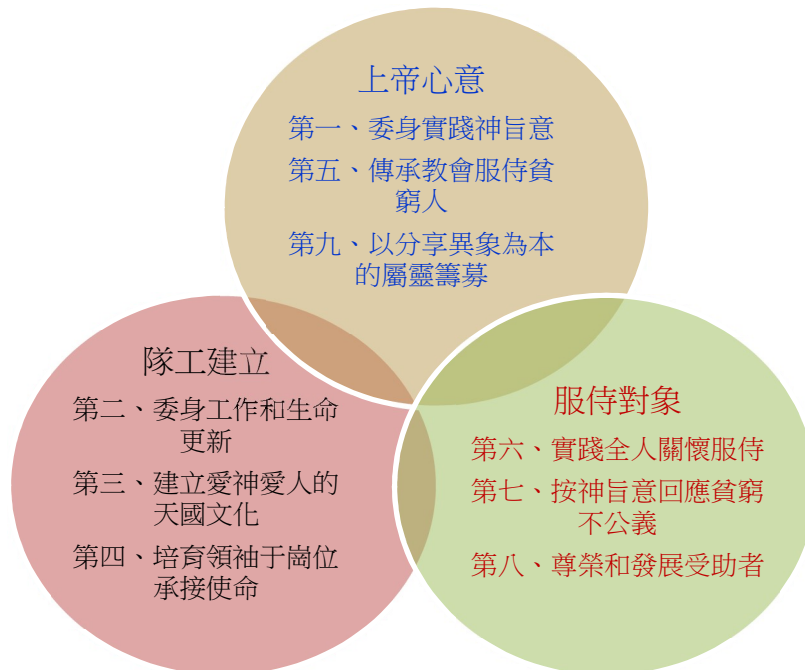 上帝心意
第一、委身實踐神旨意
第五、傳承教會服侍貧
窮人
第九、以分享異象為本
的屬靈籌募
隊工建立
第二、委身工作和生命
更新
第三、建立愛神愛人的
天國文化
第四、培育領袖于崗位
承接使命
服侍對象
第六、實踐全人關懷服侍
第七、按神旨意回應貧窮
不公義
第八、尊榮和發展受助者